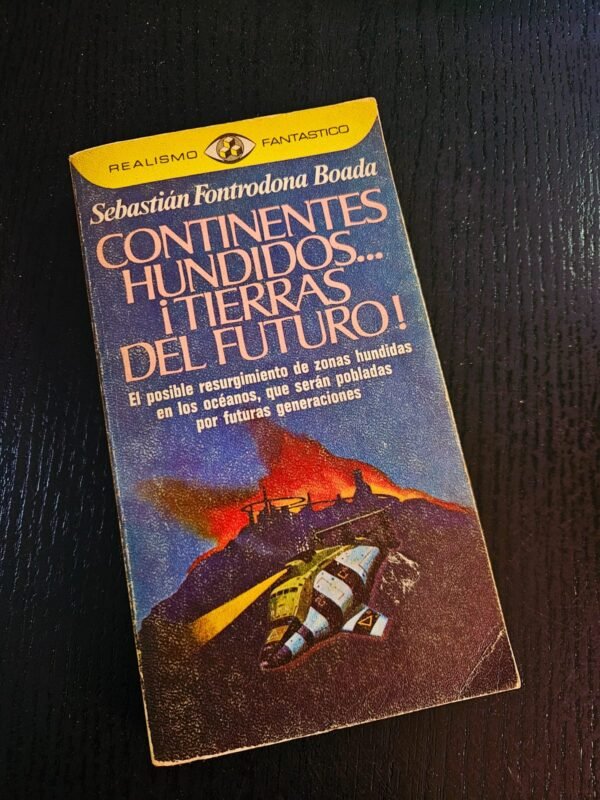 REALISMO FANTASTICO
Sebastián Fontrodona Boada
CONTINENTES
HUNDIDOS...
¡TIERRAS
DEL FUTURO!
El posible resurgimiento de zonas hundidas
en los océanos, que serán pobladas
por futuras generaciones